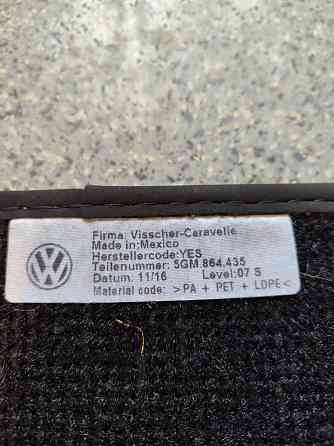 Firma: Visscher-Caravelle
Made in:Mexico
Herstellercode:YES
Teilenummer: 5GM.864.435
Datum: 11/16 Level:07 S
Material code: >PA + PET + LDPE<